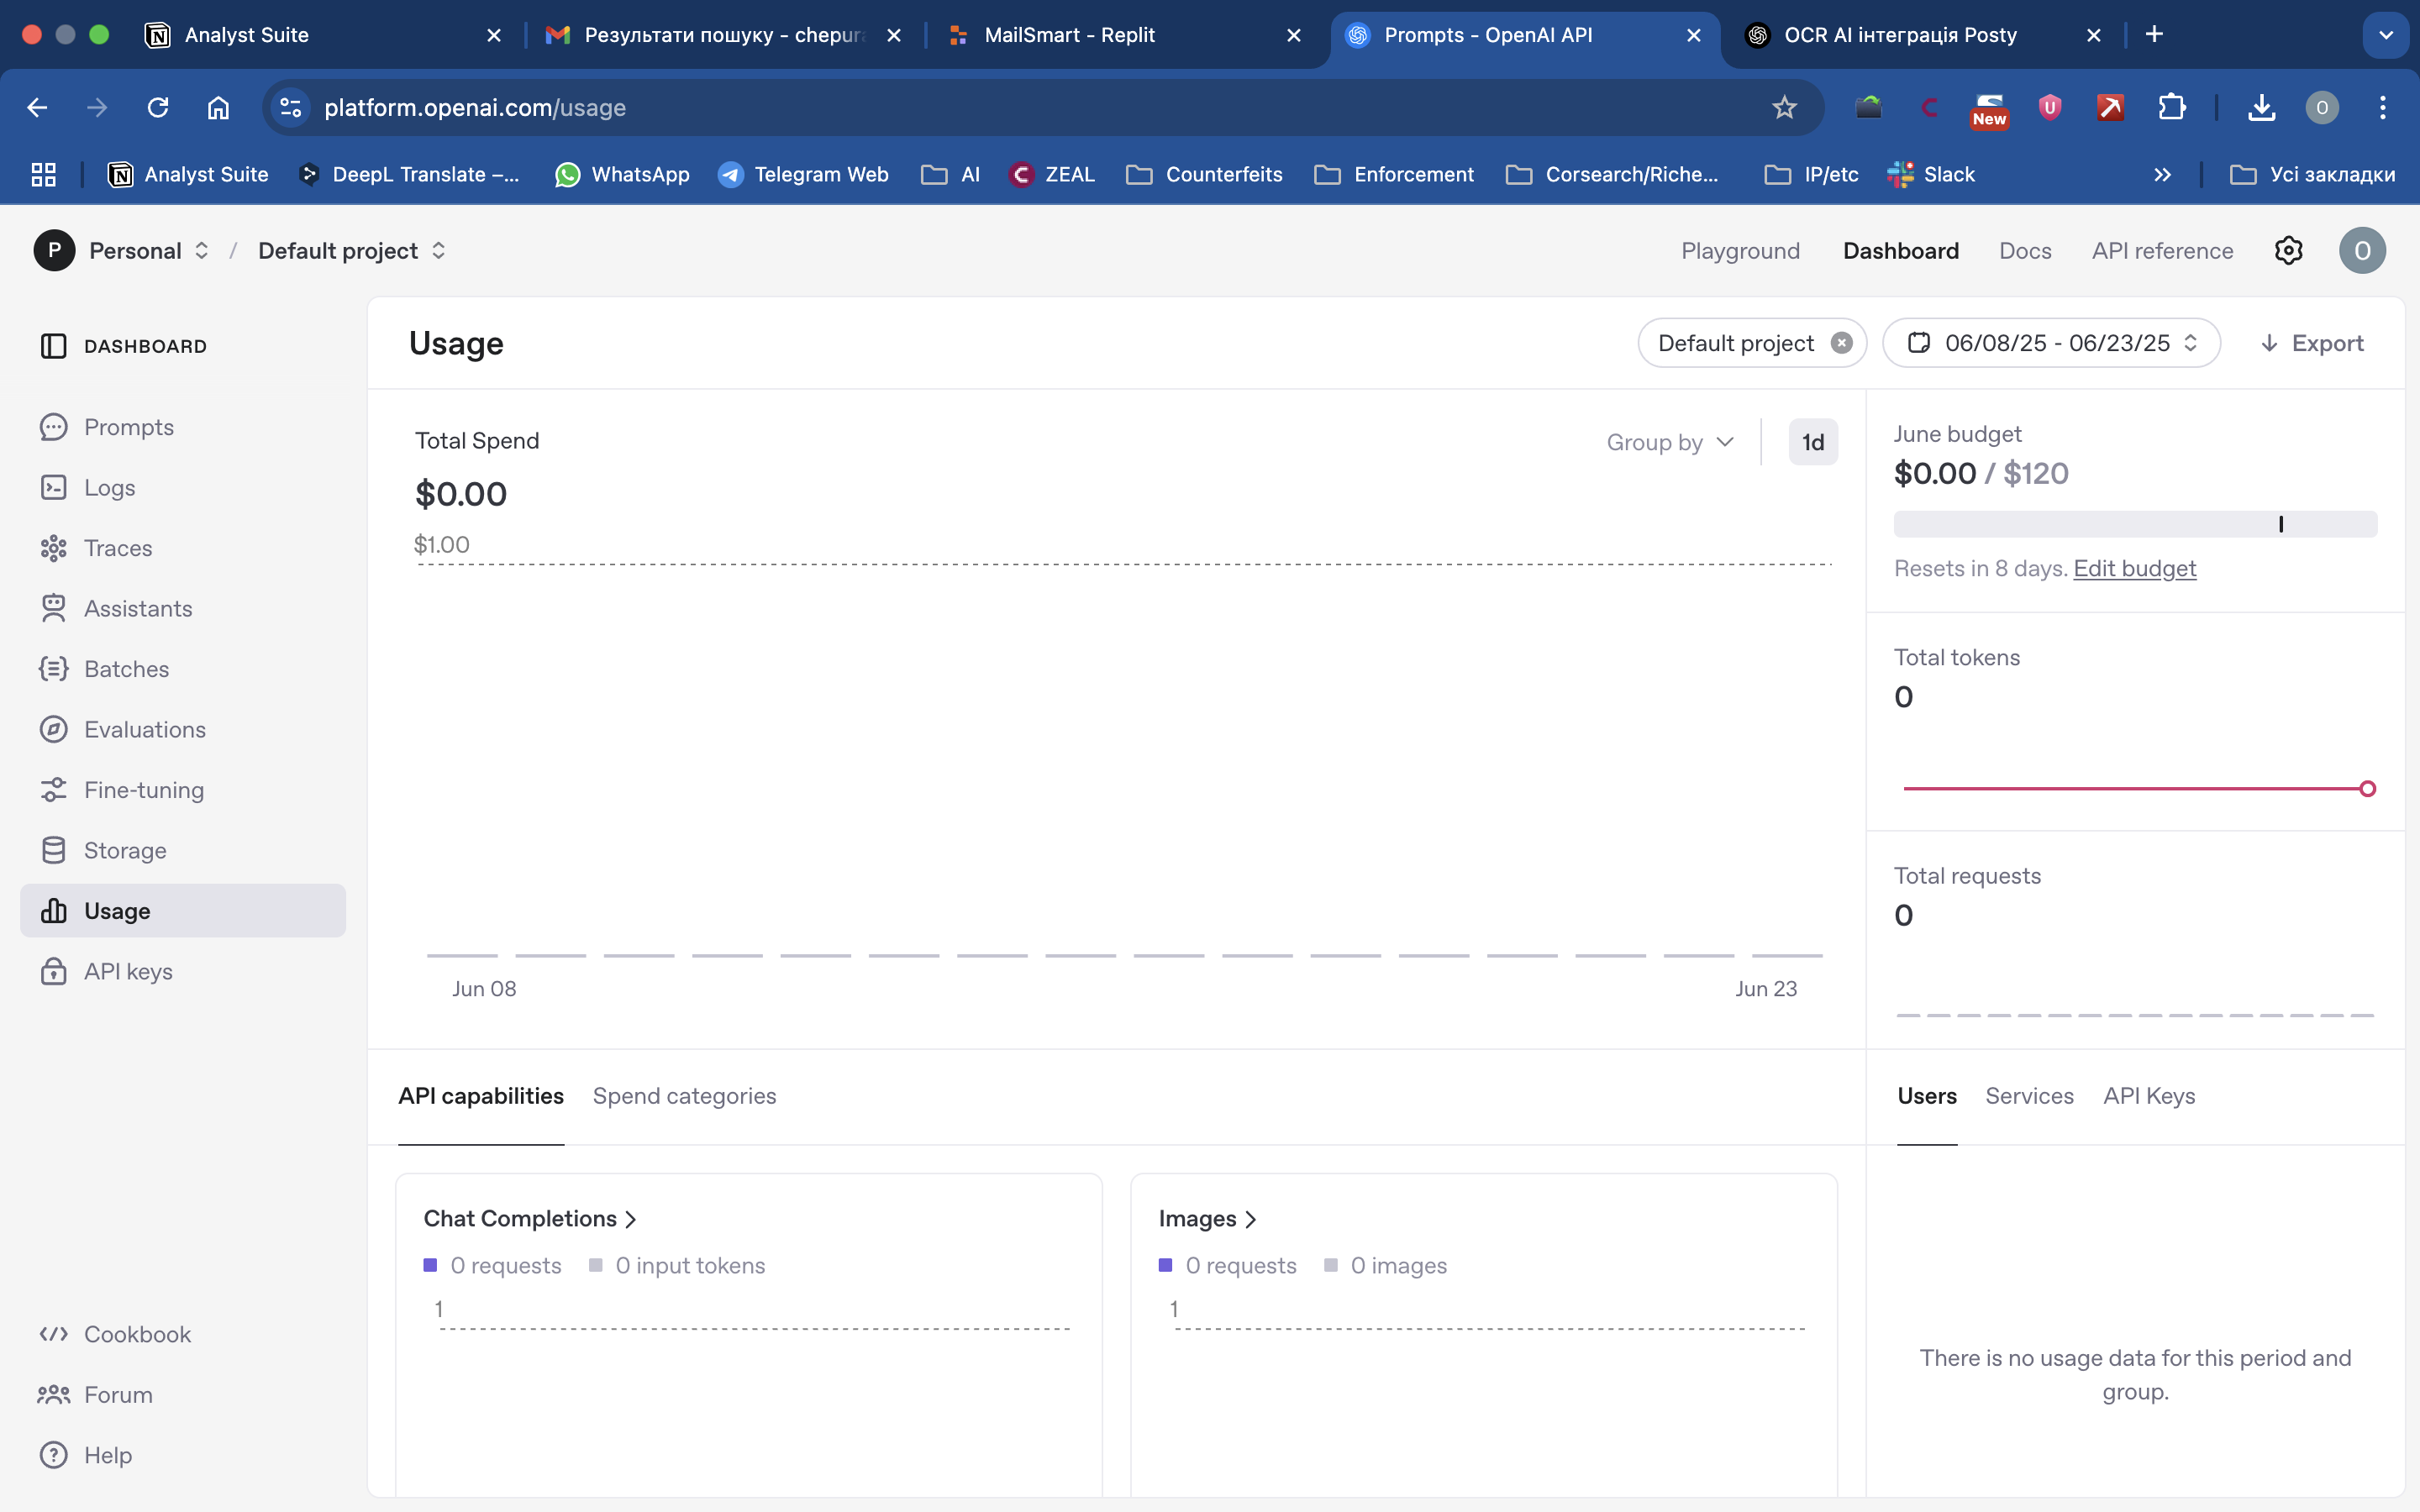 Analyst Suite
Результати пошуку - chepura
MailSmart - Replit
Prompts - OpenAI API
OCR AI інтеграція Posty
platform.openai.com/usage
New
U
O
Analyst Suite
DeepL Translate –...
WhatsApp
Telegram Web
AI
ZEAL
Counterfeits
Enforcement
Corsearch/Riche...
IP/etc
Slack
Усі закладки
P Personal / Default project
Playground
Dashboard
Docs
API reference
O
DASHBOARD
Prompts
Logs
Traces
Assistants
Batches
Evaluations
Fine-tuning
Storage
Usage
API keys
Cookbook
Forum
Help
Usage
Default project
06/08/25 - 06/23/25
Export
Total Spend
Group by
1d
$0.00
$1.00
Jun 08
Jun 23
June budget
$0.00 / $120
Resets in 8 days. Edit budget
Total tokens
0
Total requests
0
API capabilities
Spend categories
Chat Completions
0 requests
0 input tokens
1
Images
0 requests
0 images
1
Users
Services
API Keys
There is no usage data for this period and
group.